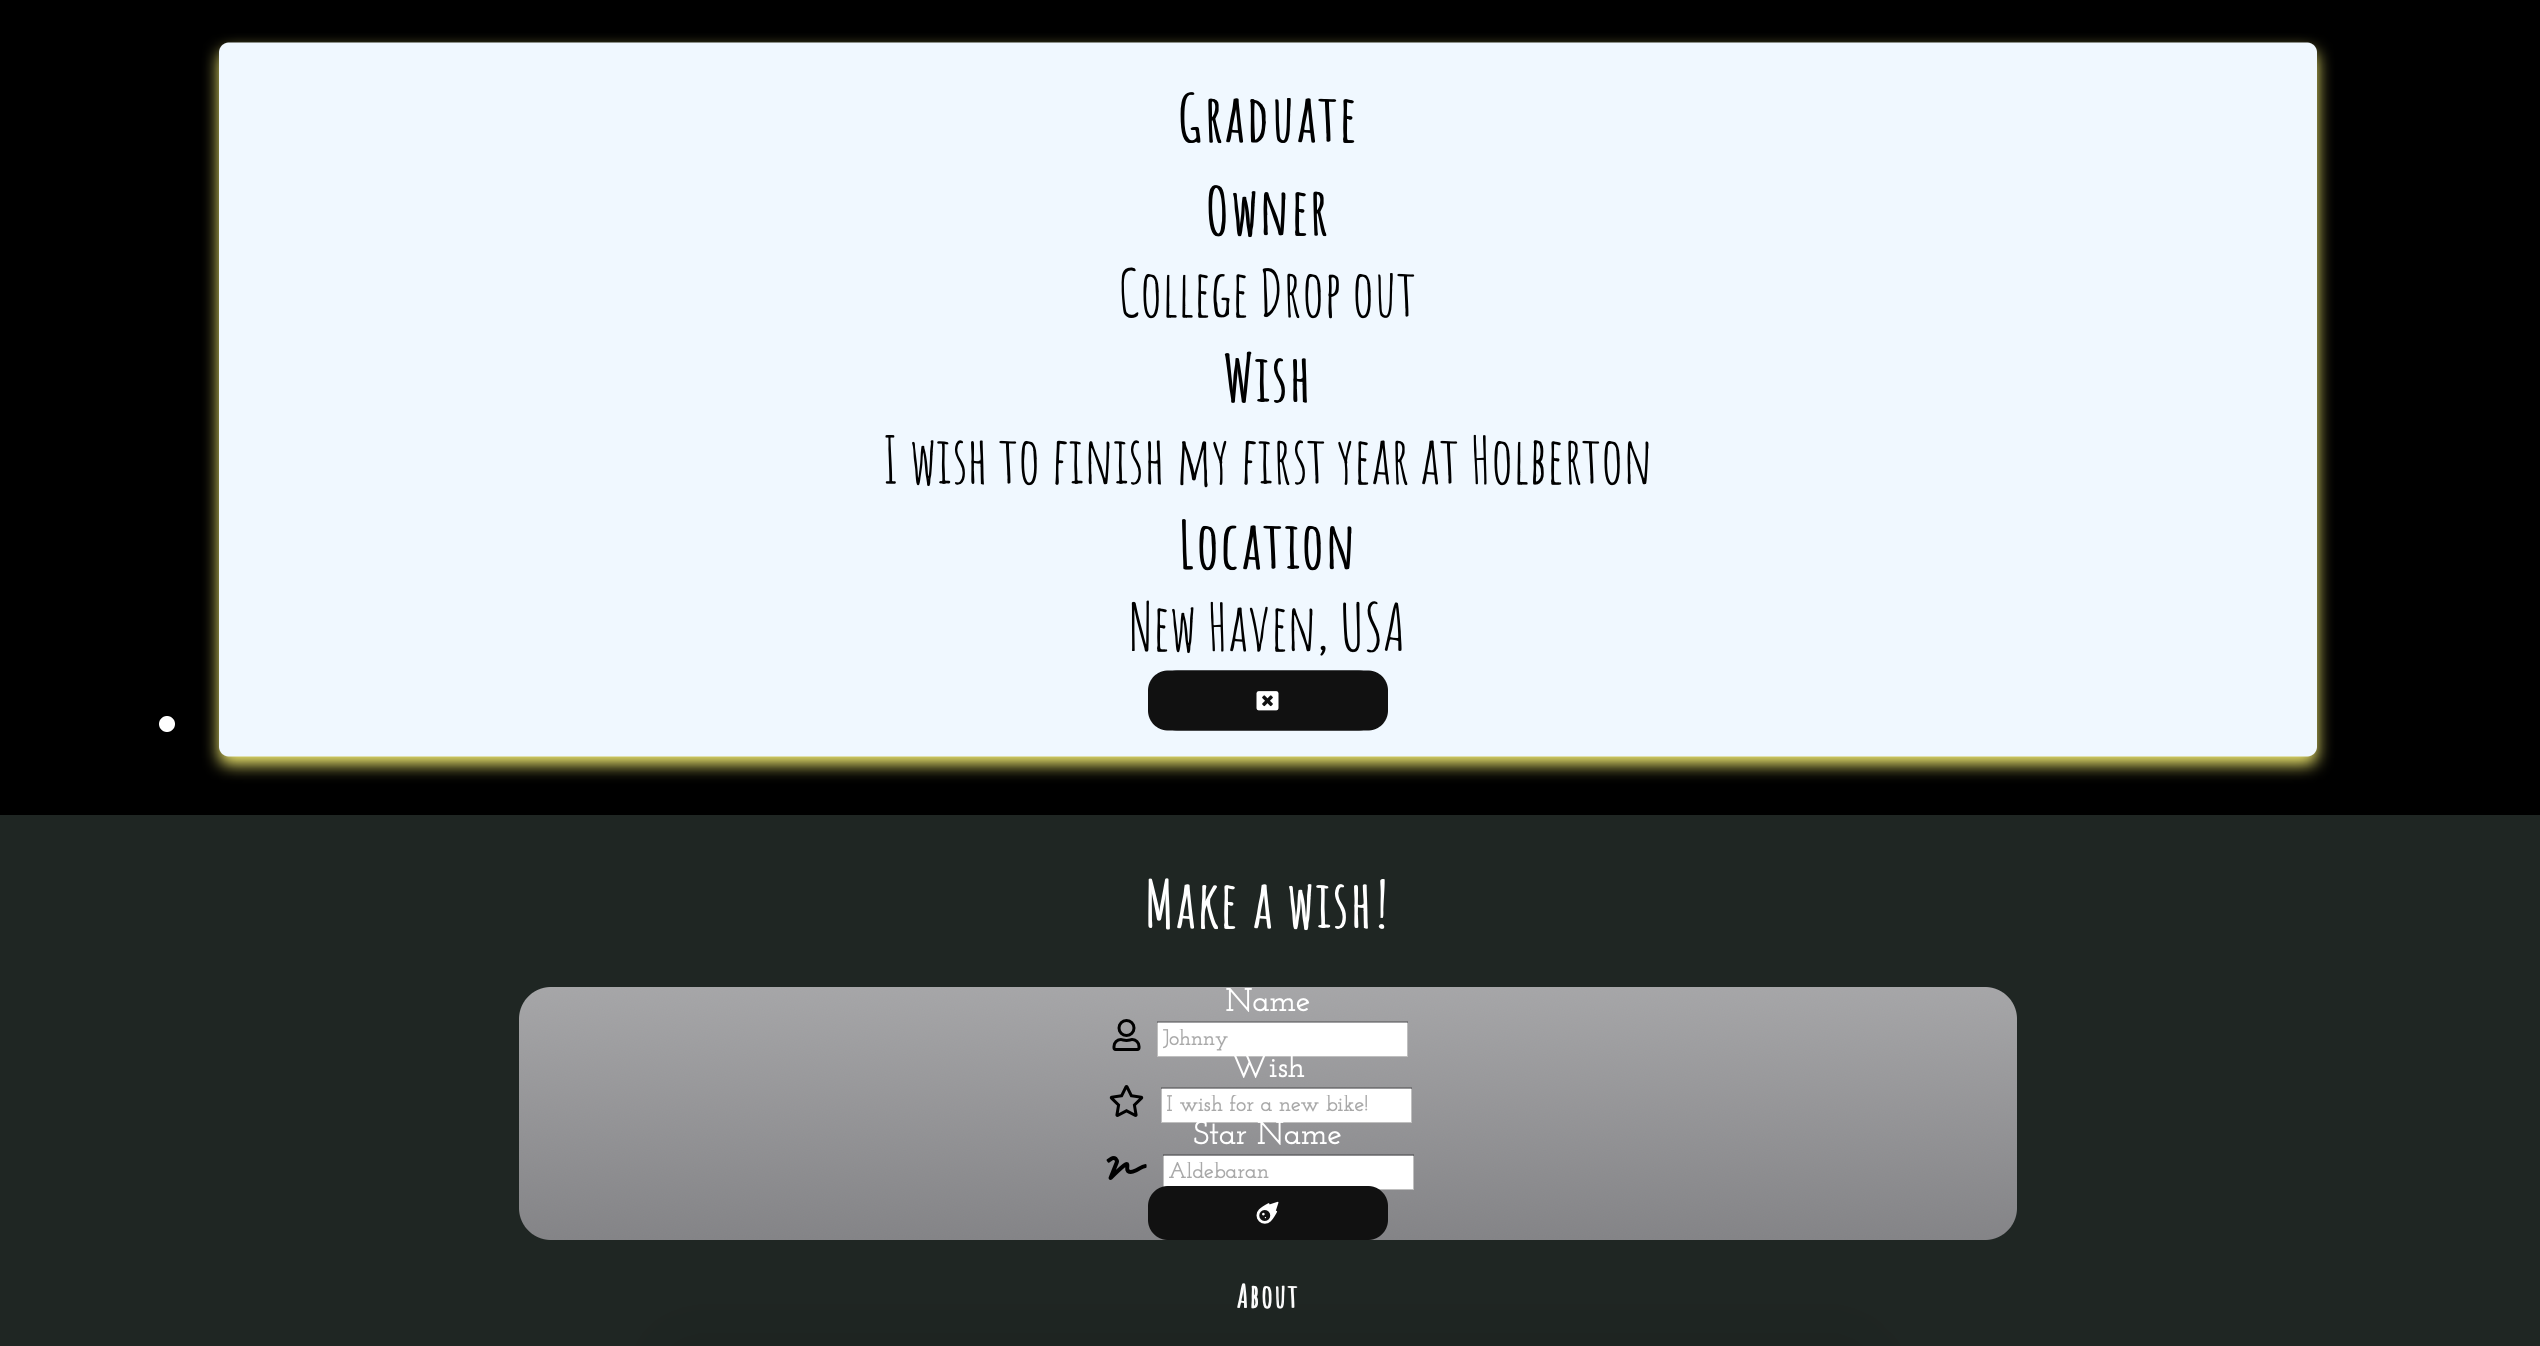 Graduate
Owner
College Drop out
Wish
I wish to finish my first year at Holberton
Location
New Haven, USA
Make a wish!
Name
Johnny
Wish
I wish for a new bike!
Star Name
Aldebaran
About